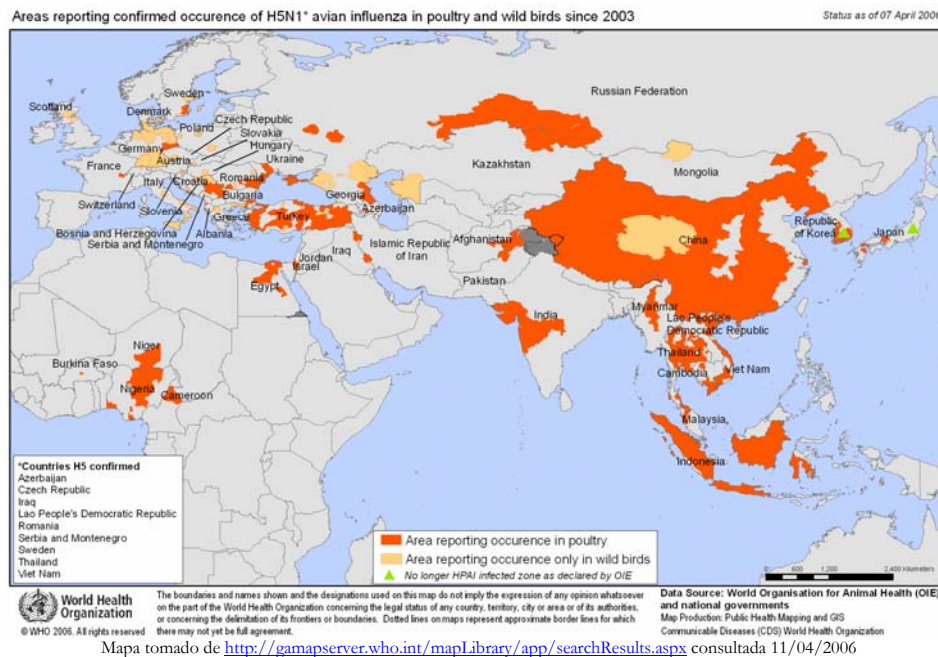 Areas reporting confirmed occurence of H5N1* avian influenza in poultry and wild birds since 2003
Status as of 07 April 2006
Russian Federation
Scotland
Sweden
Denmark
Poland
Czech Republic
Slovakia
Hungary
Ukraine
Germany
Austria
France
Kazakhstan
Mongolia
Italy
Croatia
Romania
Bulgaria
Georgia
Switzerland
Slovenia
Greece
Turkey
Azerbaijan
Bosnia and Herzegovina
Albania
Serbia and Montenegro
Iraq
Islamic Republic
of Iran
Afghanistan
China
Republic
of Korea
Japan
Jordan
Israel
Egypt
Pakistan
India
Myanmar
Lao People's
Democratic Republic
Thailand
Cambodia
Viet Nam
Niger
Burkina Faso
Nigeria
Cameroon
Malaysia,
Indonesia
*Countries H5 confirmed
Azerbaijan
Czech Republic
Iraq
Lao People's Democratic Republic
Romania
Serbia and Montenegro
Sweden
Thailand
Viet Nam
Area reporting occurence in poultry
Area reporting occurence only in wild birds
No longer HPAI infected zone as declared by OIE
0 600 1,200 2,400 Kilometers
World Health
Organization
© WHO 2006. All rights reserved
The boundaries and names shown and the designations used on this map do not imply the expression of any opinion whatsoever
on the part of the World Health Organization concerning the legal status of any country, territory, city or area or of its authorities,
or concerning the delimitation of its frontiers or boundaries. Dotted lines on maps represent approximate border lines for which
there may not yet be full agreement.
Data Source: World Organisation for Animal Health (OIE)
and national governments
Map Production: Public Health Mapping and GIS
Communicable Diseases (CDS) World Health Organization
Mapa tomado de http://gamapserver.who.int/mapLibrary/app/searchResults.aspx consultada 11/04/2006